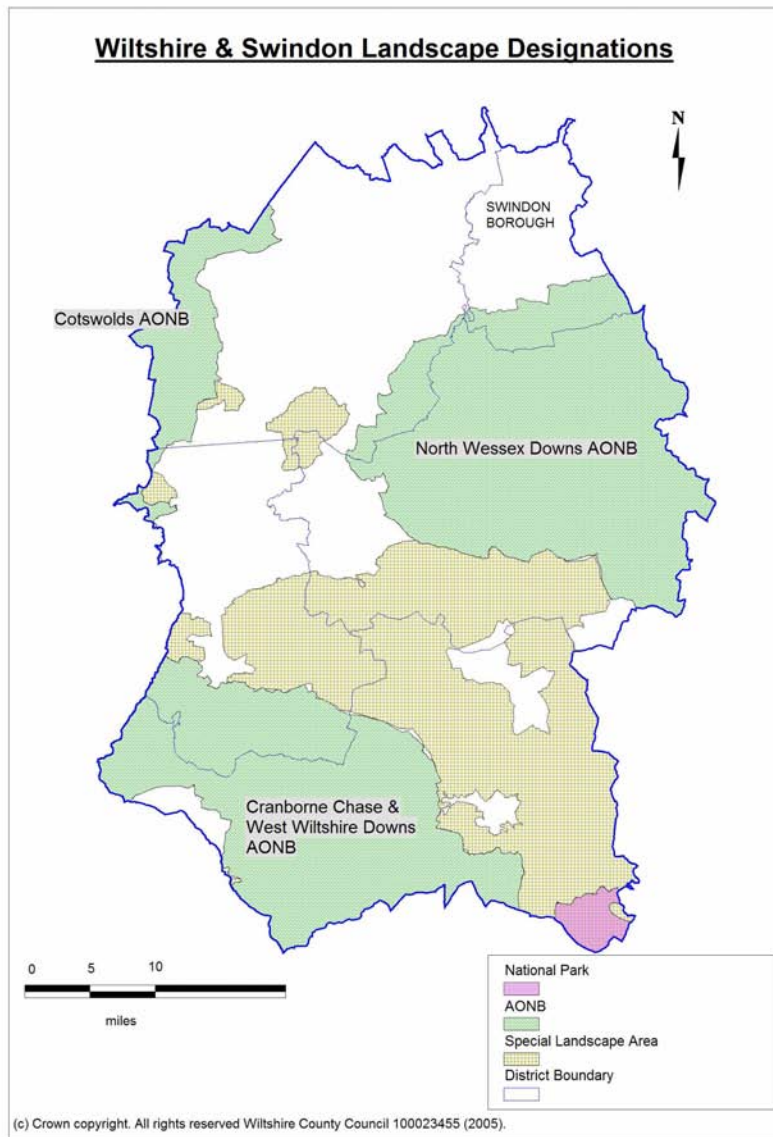 Wiltshire & Swindon Landscape Designations
N
SWINDON
BOROUGH
Cotswolds AONB
North Wessex Downs AONB
Cranborne Chase &
West Wiltshire Downs
AONB
0 5 10
miles
National Park
AONB
Special Landscape Area
District Boundary
(c) Crown copyright. All rights reserved Wiltshire County Council 100023455 (2005).